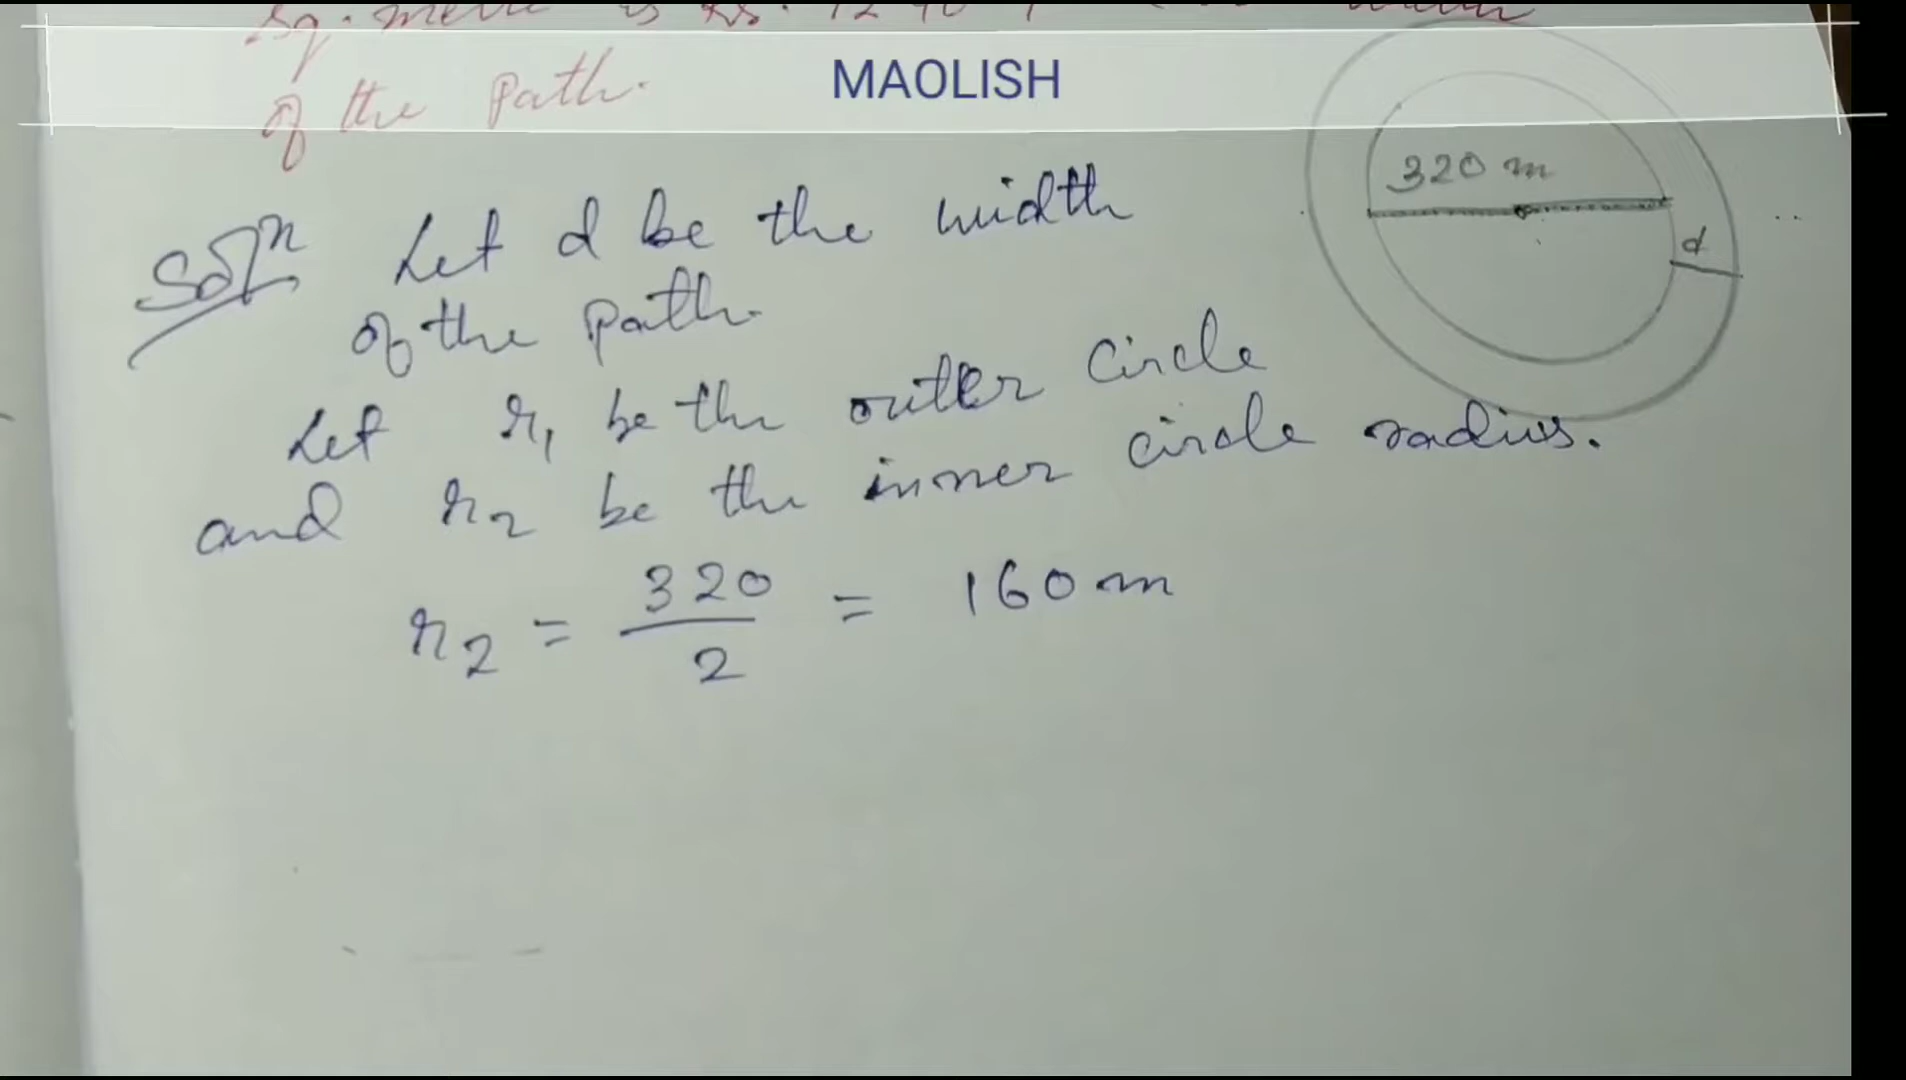 of the path.
MAOLISH
320 m
d
Solⁿ Let d be the width
of the path.
Let r₁ be the outer circle
and r₂ be the inner circle radius.
r₂ = 320/2 = 160 m